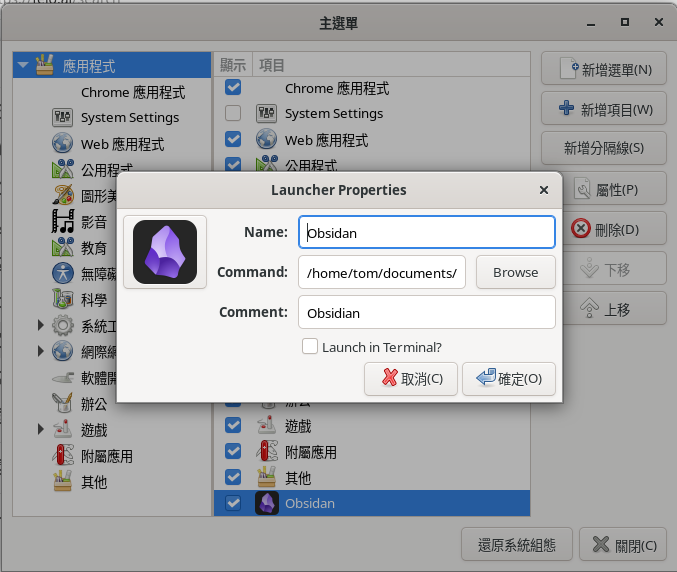 主選單
應用程式
Chrome 應用程式
System Settings
Web 應用程式
公用程式
圖形美
影音
教育
無障礙
科學
系統工
網際網
軟體開
辦公
遊戲
附屬應用
其他
顯示 項目
Chrome 應用程式
System Settings
Web 應用程式
公用程式
辦公
遊戲
附屬應用
其他
Obsidan
新增選單(N)
新增項目(W)
新增分隔線(S)
屬性(P)
刪除(D)
下移
上移
Launcher Properties
Name: Obsidan
Command: /home/tom/documents/ Browse
Comment: Obsidian
Launch in Terminal?
取消(C) 確定(O)
還原系統組態 關閉(C)